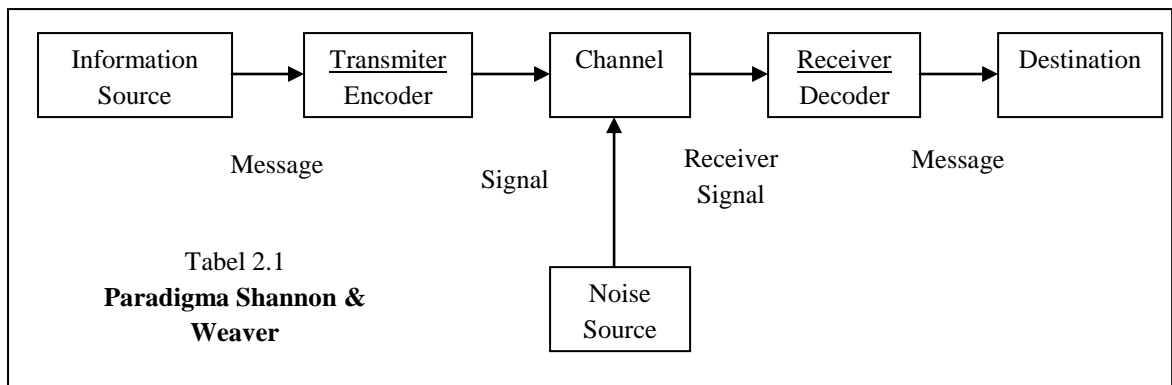 Information
Source
Transmiter
Encoder
Channel
Receiver
Decoder
Destination
Message
Signal
Receiver
Signal
Message
Tabel 2.1
Paradigma Shannon &
Weaver
Noise
Source